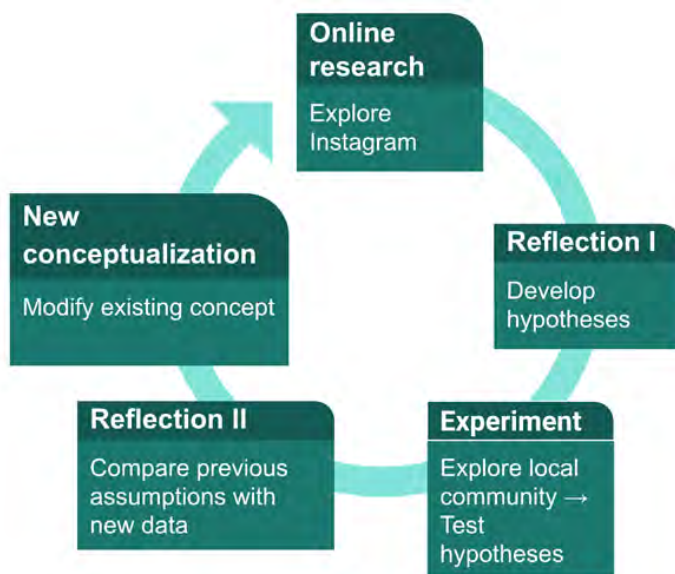 Online
research
Explore
Instagram
Reflection I
Develop
hypotheses
Experiment
Explore local
community →
Test
hypotheses
Reflection II
Compare previous
assumptions with
new data
New
conceptualization
Modify existing concept